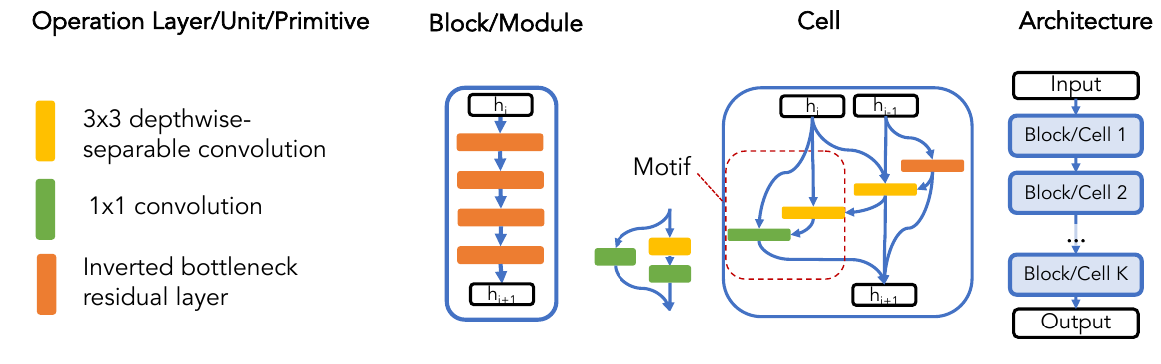 Operation Layer/Unit/Primitive
Block/Module
Cell
Architecture
3x3 depthwise-
separable convolution
1x1 convolution
Inverted bottleneck
residual layer
hᵢ
hᵢ₊₁
Motif
hᵢ
hᵢ₋₁
hᵢ₊₁
Input
Block/Cell 1
Block/Cell 2
...
Block/Cell K
Output